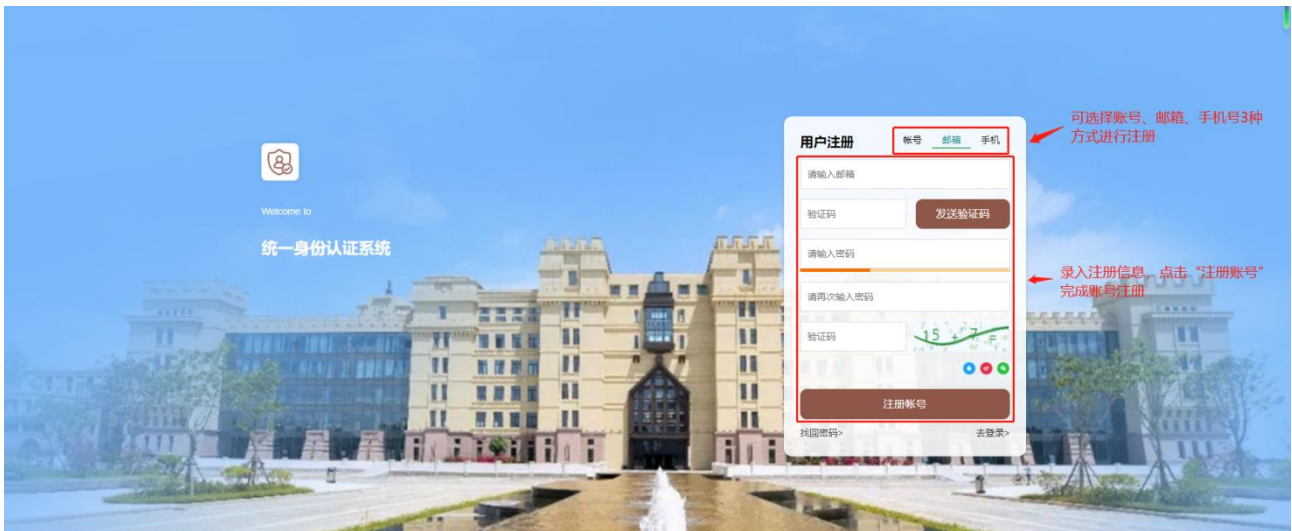 Welcome to
统一身份认证系统
用户注册
帐号
邮箱
手机
请输入邮箱
验证码
发送验证码
请输入密码
请再次输入密码
验证码
15 + 7 =
注册帐号
找回密码>
去登录>
可选择账号、邮箱、手机号3种
方式进行注册
录入注册信息，点击“注册账号”
完成账号注册